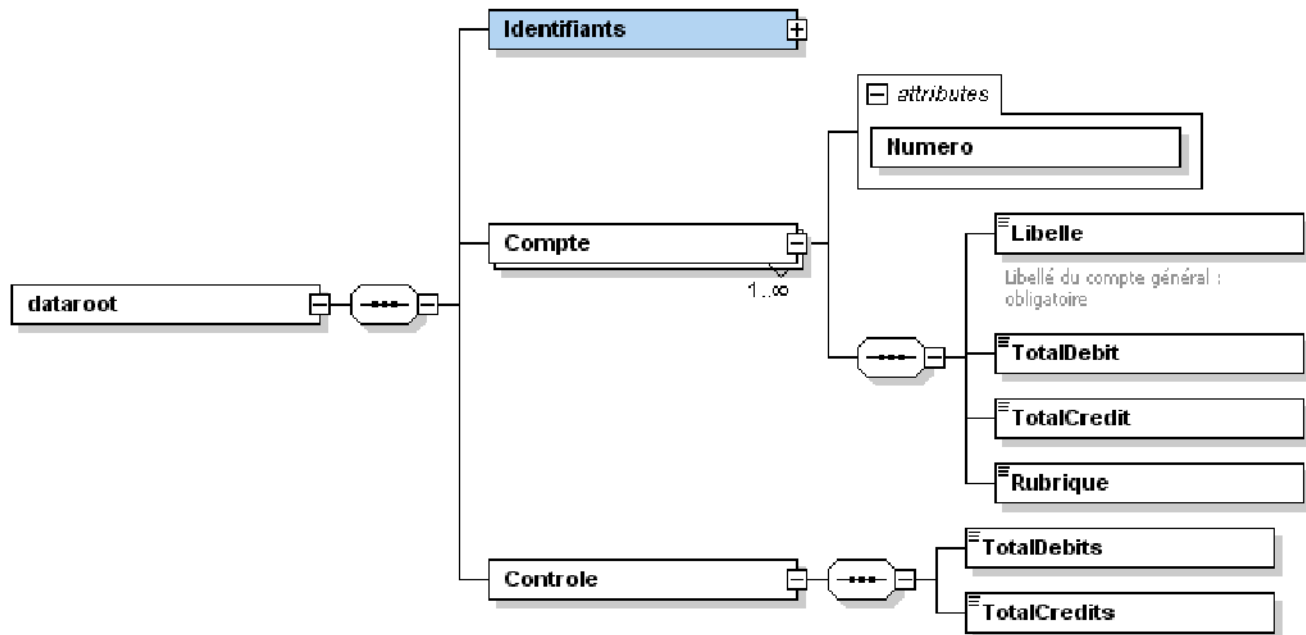 Identifiants
attributes
Numero
Compte
1..∞
Libelle
Libellé du compte général :
obligatoire
dataroot
TotalDebit
TotalCredit
Rubrique
Controle
TotalDebits
TotalCredits